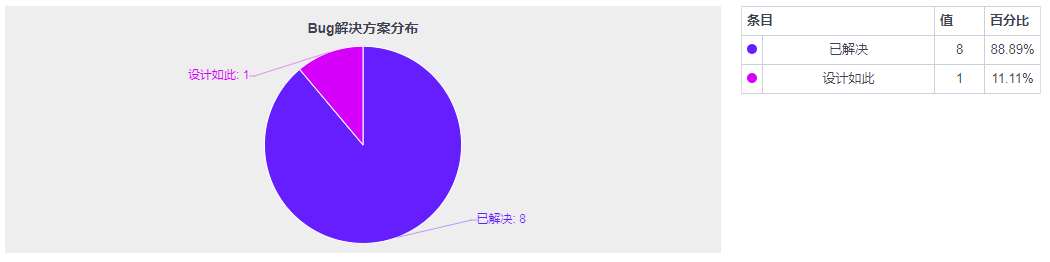 Bug解决方案分布
设计如此: 1
已解决: 8
条目 值 百分比
已解决 8 88.89%
设计如此 1 11.11%